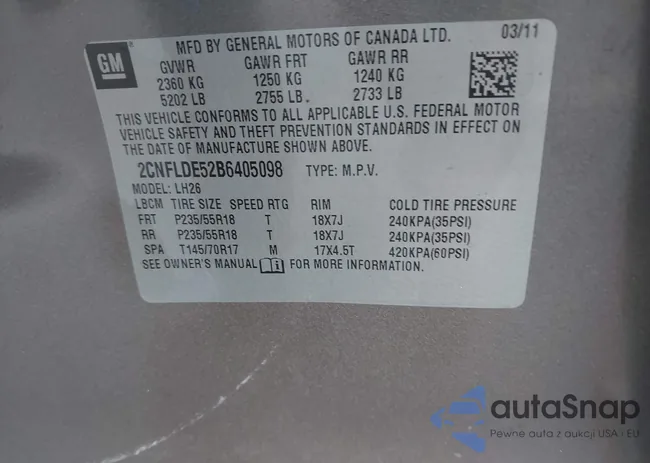 GM
MFD BY GENERAL MOTORS OF CANADA LTD. 03/11
GVWR GAWR FRT GAWR RR
2360 KG 1250 KG 1240 KG
5202 LB 2755 LB. 2733 LB
THIS VEHICLE CONFORMS TO ALL APPLICABLE U.S. FEDERAL MOTOR
VEHICLE SAFETY AND THEFT PREVENTION STANDARDS IN EFFECT ON
THE DATE OF MANUFACTURE SHOWN ABOVE.
2CNFLDE52B6405098 TYPE: M.P.V.
MODEL: LH26
LBCM TIRE SIZE SPEED RTG RIM COLD TIRE PRESSURE
FRT P235/55R18 T 18X7J 240KPA(35PSI)
RR P235/55R18 T 18X7J 240KPA(35PSI)
SPA T145/70R17 M 17X4.5T 420KPA(60PSI)
SEE OWNER'S MANUAL FOR MORE INFORMATION.
autaSnap
Pewne auta z aukcji USA i EU